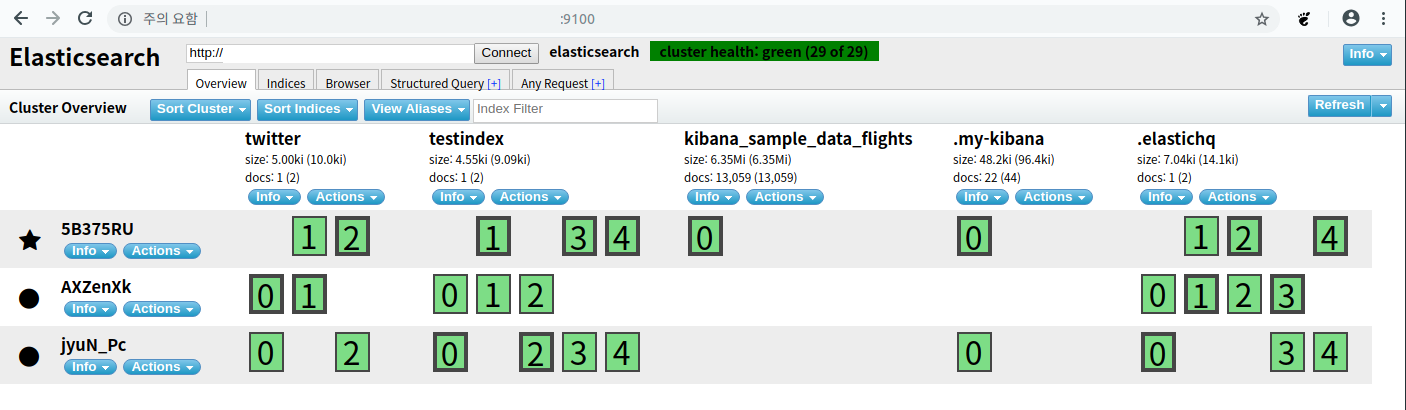 주의 요함 :9100
Elasticsearch http:// Connect elasticsearch cluster health: green (29 of 29) Info
Overview Indices Browser Structured Query [+] Any Request [+]
Cluster Overview Sort Cluster Sort Indices View Aliases Index Filter Refresh
twitter testindex kibana_sample_data_flights .my-kibana .elastichq
size: 5.00ki (10.0ki) size: 4.55ki (9.09ki) size: 6.35Mi (6.35Mi) size: 48.2ki (96.4ki) size: 7.04ki (14.1ki)
docs: 1 (2) docs: 1 (2) docs: 13,059 (13,059) docs: 22 (44) docs: 1 (2)
Info Actions Info Actions Info Actions Info Actions Info Actions
5B375RU 1 2 1 3 4 0 0 1 2 4
Info Actions
AXZenXk 0 1 0 1 2 0 1 2 3
Info Actions
jyuN_Pc 0 2 0 2 3 4 0 0 3 4
Info Actions